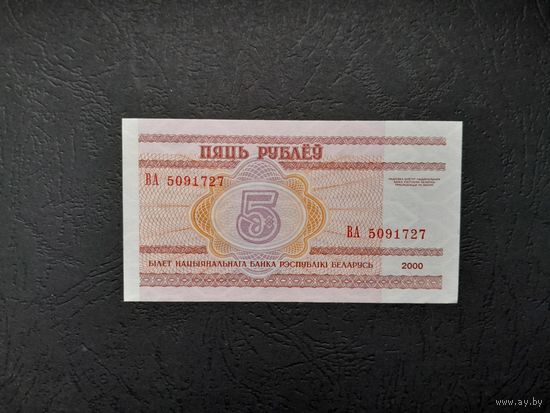 ПЯЦЬ РУБЛЁЎ
ВА 5091727
5
ВА 5091727
БІЛЕТ НАЦЫЯНАЛЬНАГА БАНКА РЭСПУБЛІКІ БЕЛАРУСЬ 2000
www.ay.by